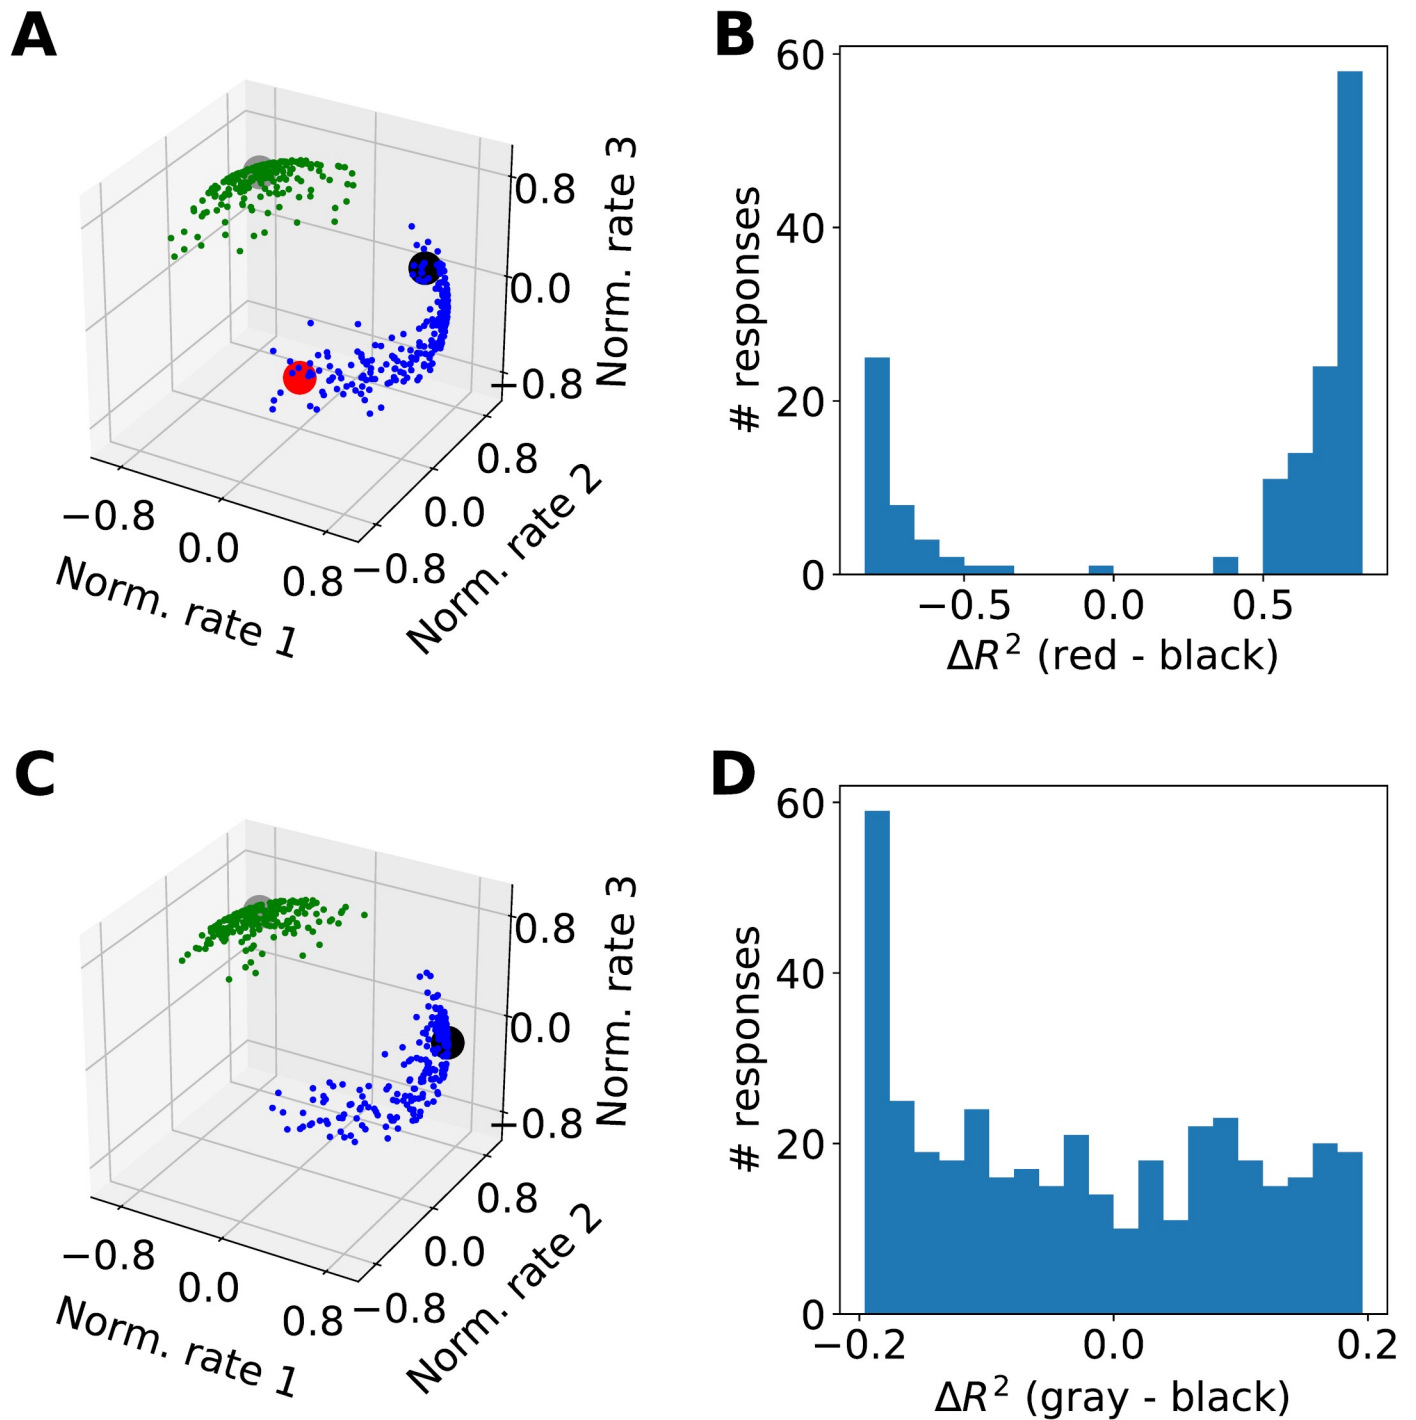 A
0.8
0.0
−0.8
Norm. rate 3
0.8
0.0
−0.8
Norm. rate 2
−0.8
0.0
0.8
Norm. rate 1
B
60
40
20
0
# responses
−0.5
0.0
0.5
ΔR² (red - black)
C
0.8
0.0
−0.8
Norm. rate 3
0.8
0.0
−0.8
Norm. rate 2
−0.8
0.0
0.8
Norm. rate 1
D
60
40
20
0
# responses
−0.2
0.0
0.2
ΔR² (gray - black)